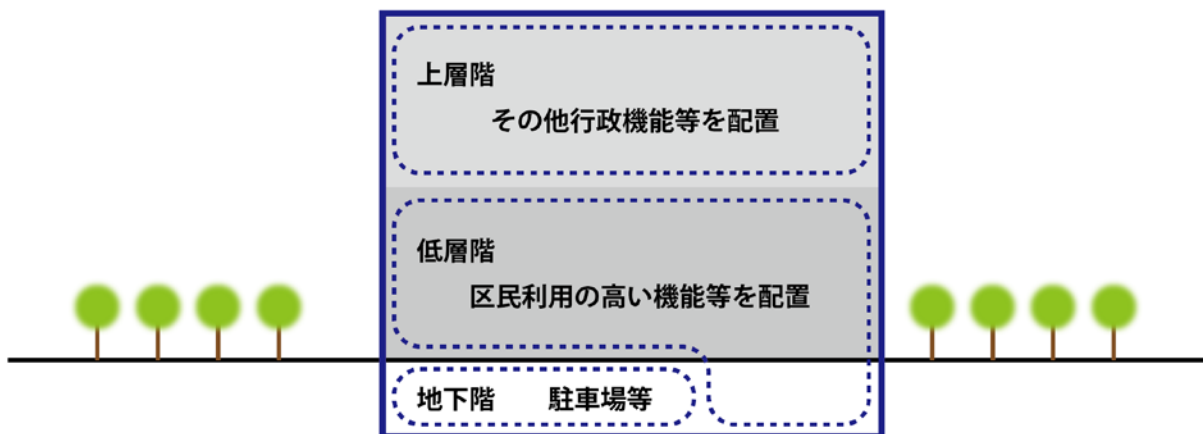 上層階
その他行政機能等を配置
低層階
区民利用の高い機能等を配置
地下階 駐車場等